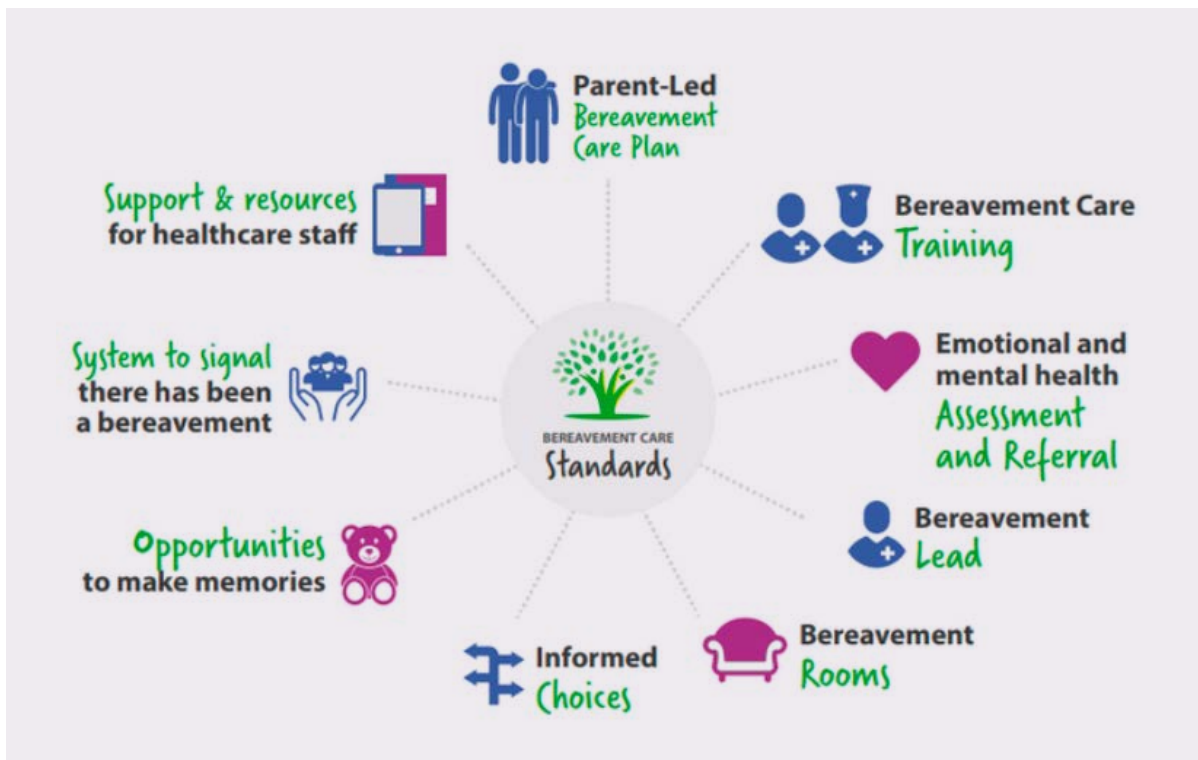 Parent-Led
Bereavement
Care Plan
Bereavement Care
Training
Emotional and
mental health
Assessment
and Referral
Bereavement
Lead
Bereavement
Rooms
Informed
Choices
Opportunities
to make memories
System to signal
there has been
a bereavement
Support & resources
for healthcare staff
BEREAVEMENT CARE
Standards